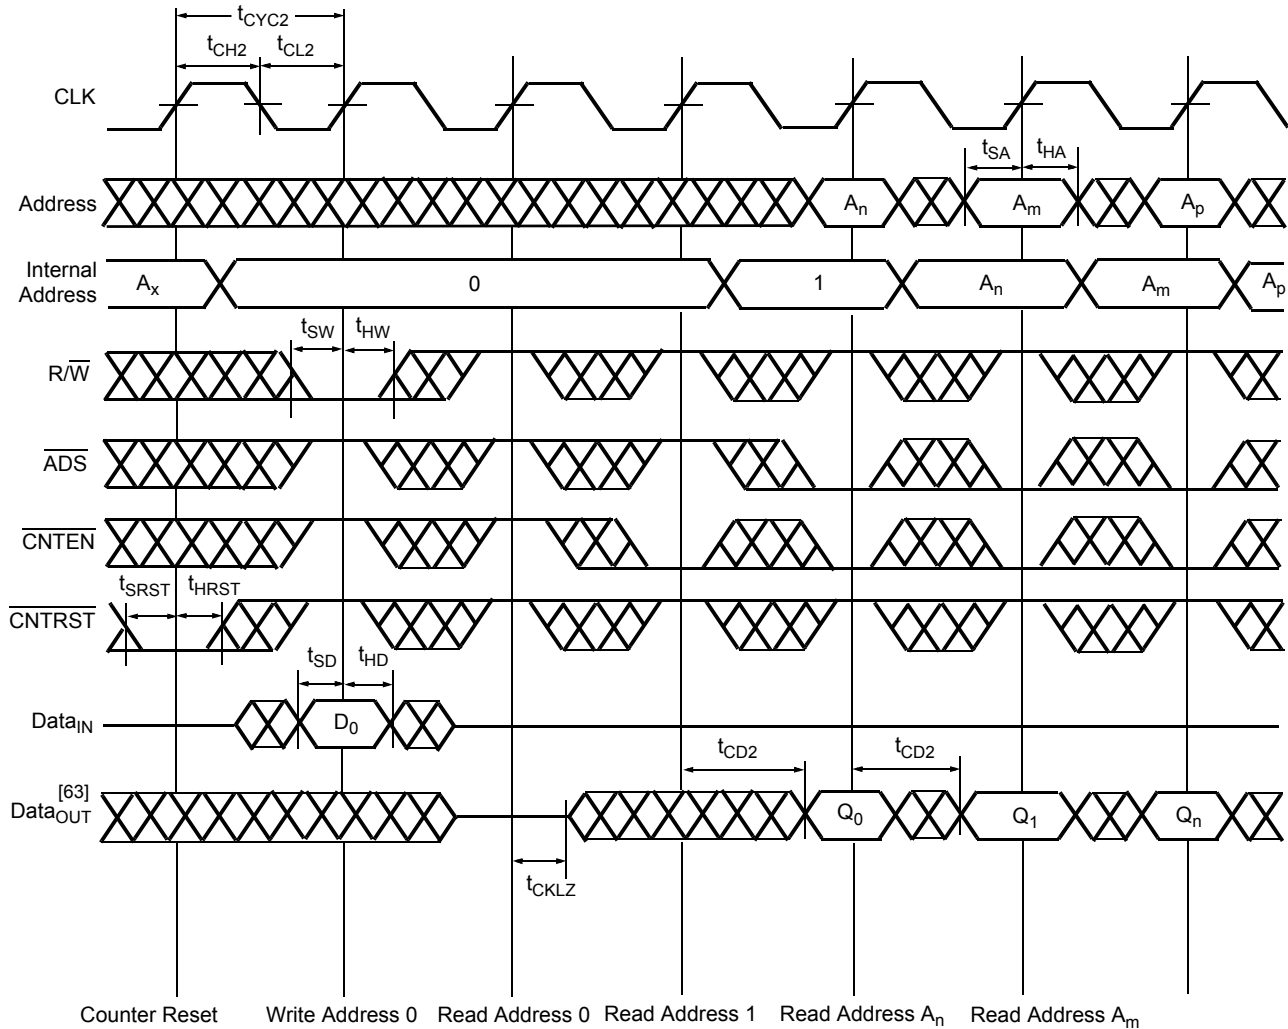 tCYC2
tCH2 tCL2
CLK
tSA tHA
Address An Am Ap
Internal Address Ax 0 1 An Am Ap
tSW tHW
R/W
ADS
CNTEN
tSRST tHRST
CNTRST
tSD tHD
DataIN D0
tCD2 tCD2
DataOUT [63] Q0 Q1 Qn
tCKLZ
Counter Reset Write Address 0 Read Address 0 Read Address 1 Read Address An Read Address Am